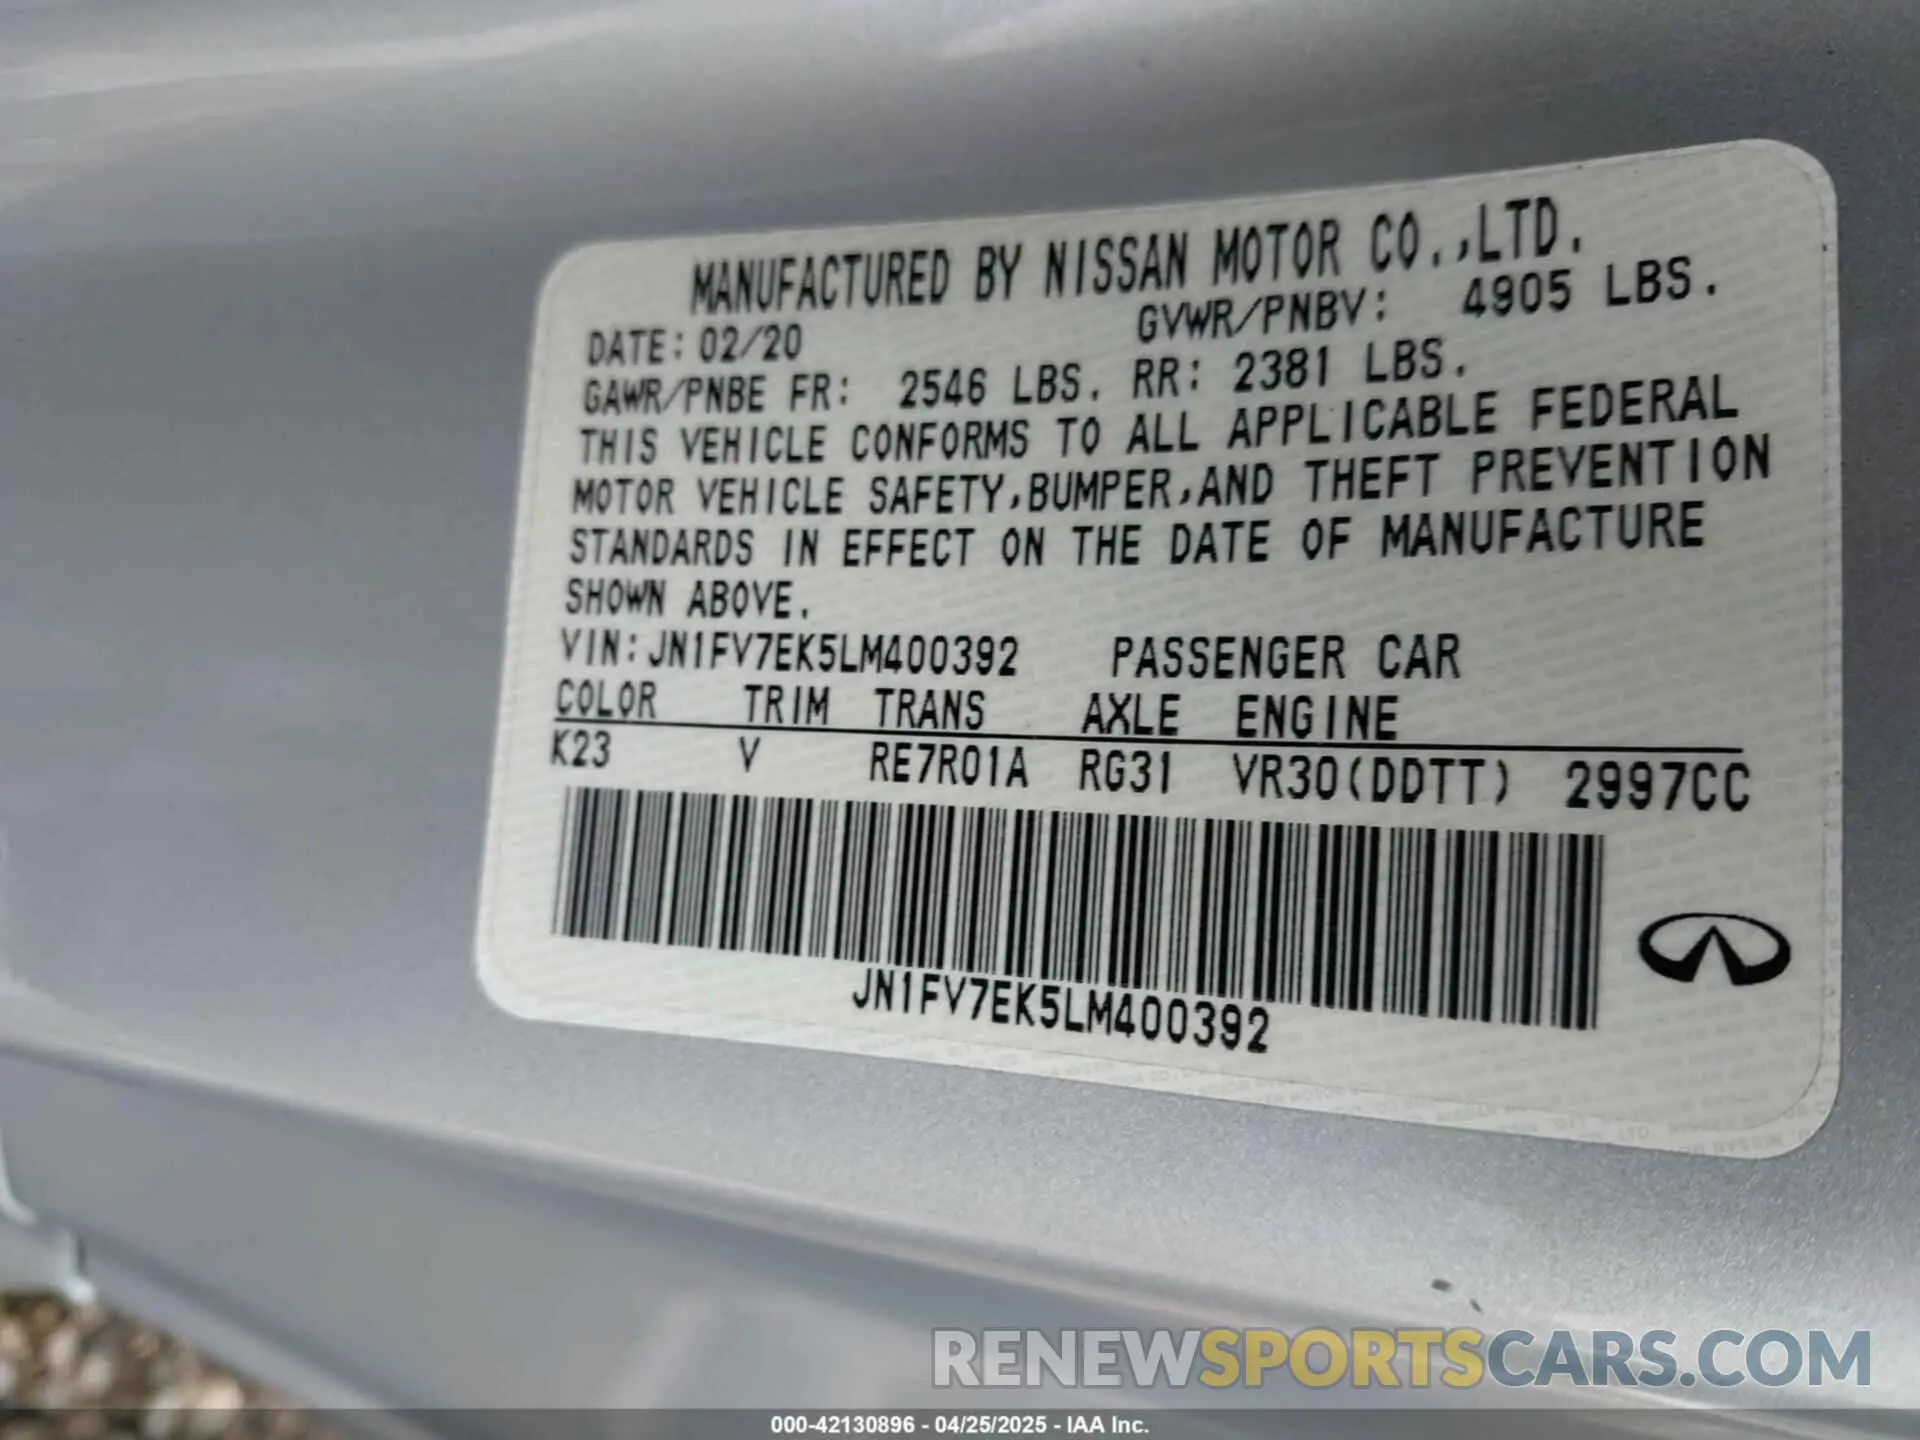 MANUFACTURED BY NISSAN MOTOR CO.,LTD.
DATE: 02/20 GVWR/PNBV: 4905 LBS.
GAWR/PNBE FR: 2546 LBS. RR: 2381 LBS.
THIS VEHICLE CONFORMS TO ALL APPLICABLE FEDERAL
MOTOR VEHICLE SAFETY,BUMPER,AND THEFT PREVENTION
STANDARDS IN EFFECT ON THE DATE OF MANUFACTURE
SHOWN ABOVE.
VIN:JN1FV7EK5LM400392 PASSENGER CAR
COLOR TRIM TRANS AXLE ENGINE
K23 V RE7R01A RG31 VR30(DDTT) 2997CC
JN1FV7EK5LM400392
RENEWSPORTSCARS.COM
000-42130896 - 04/25/2025 - IAA Inc.